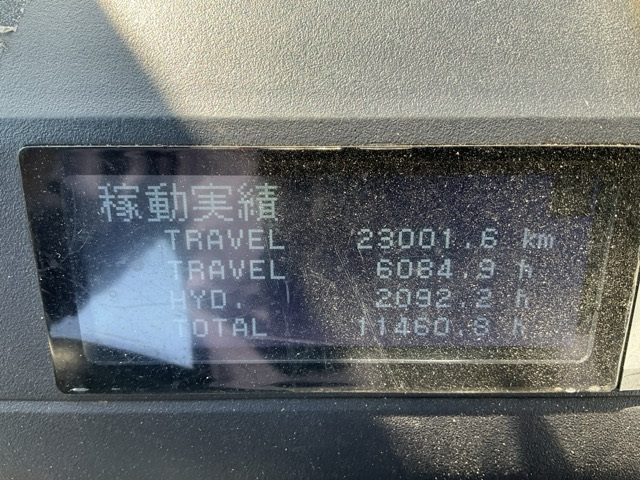 稼動実績
TRAVEL 23001.6 km
TRAVEL 6084.9 h
HYD. 2092.2 h
TOTAL 11460.8 h